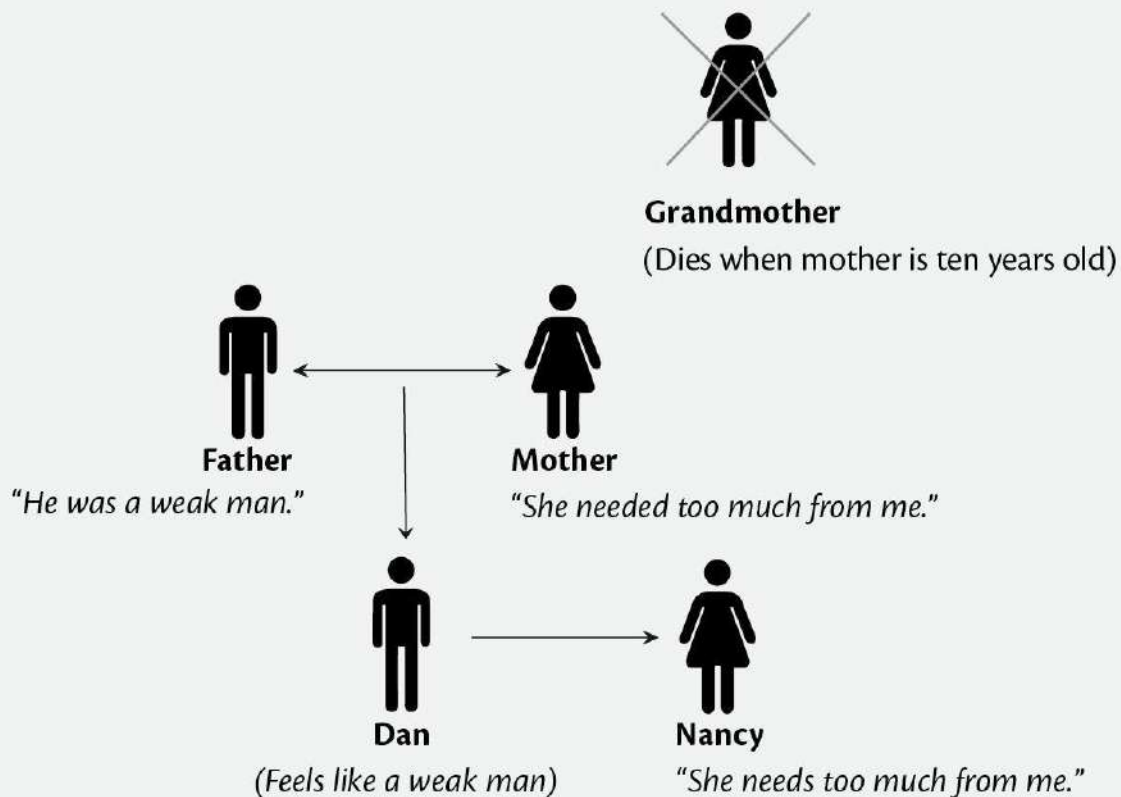 Grandmother
(Dies when mother is ten years old)
Father
"He was a weak man."
Mother
"She needed too much from me."
Dan
(Feels like a weak man)
Nancy
"She needs too much from me."